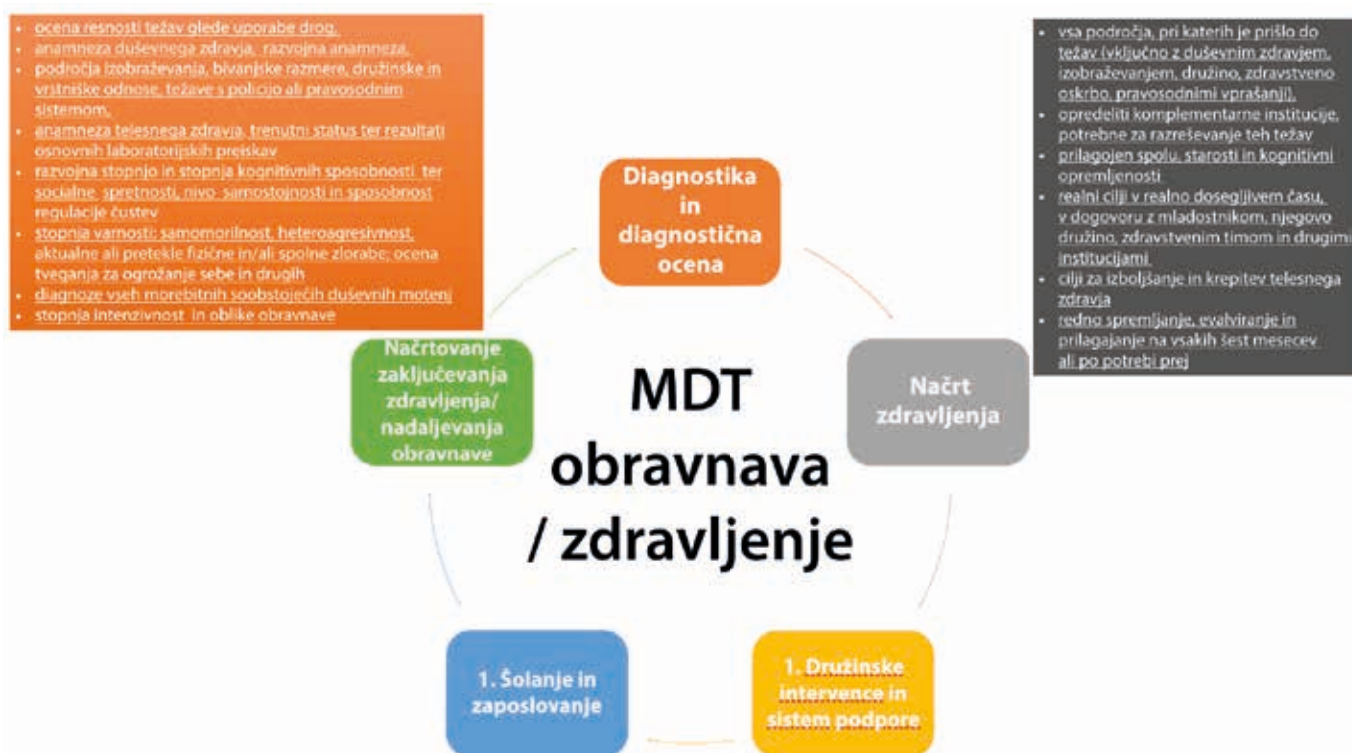 • ocena resnosti težav glede uporabe drog,
• anamneza duševnega zdravja, razvojna anamneza,
• področja izobraževanja, bivanjske razmere, družinske in
vrstniške odnose, težave s policijo ali pravosodnim
sistemom,
• anamneza telesnega zdravja, trenutni status ter rezultati
osnovnih laboratorijskih preiskav
• razvojna stopnjo in stopnja kognitivnih sposobnosti ter
socialne spretnosti, nivo samostojnosti in sposobnost
regulacije čustev
• stopnja varnosti: samomorilnost, heteroagresivnost,
aktualne ali pretekle fizične in/ali spolne zlorabe; ocena
tveganja za ogrožanje sebe in drugih
• diagnoze vseh morebitnih soobstoječih duševnih motenj
• stopnja intenzivnost in oblike obravnave
• vsa področja, pri katerih je prišlo do
težav (vključno z duševnim zdravjem,
izobraževanjem, družino, zdravstveno
oskrbo, pravosodnimi vprašanji),
• opredeliti komplementarne institucije,
potrebne za razreševanje teh težav
• prilagojen spolu, starosti in kognitivni
opremljenosti
• realni cilji v realno dosegljivem času,
v dogovoru z mladostnikom, njegovo
družino, zdravstvenim timom in drugimi
institucijami
• cilji za izboljšanje in krepitev telesnega
zdravja
• redno spremljanje, evalviranje in
prilagajanje na vsakih šest mesecev
ali po potrebi prej
Diagnostika
in
diagnostična
ocena
Načrt
zdravljenja
1. Družinske
intervence in
sistem podpore
1. Šolanje in
zaposlovanje
Načrtovanje
zaključevanja
zdravljenja/
nadaljevanja
obravnave
MDT
obravnava
/ zdravljenje